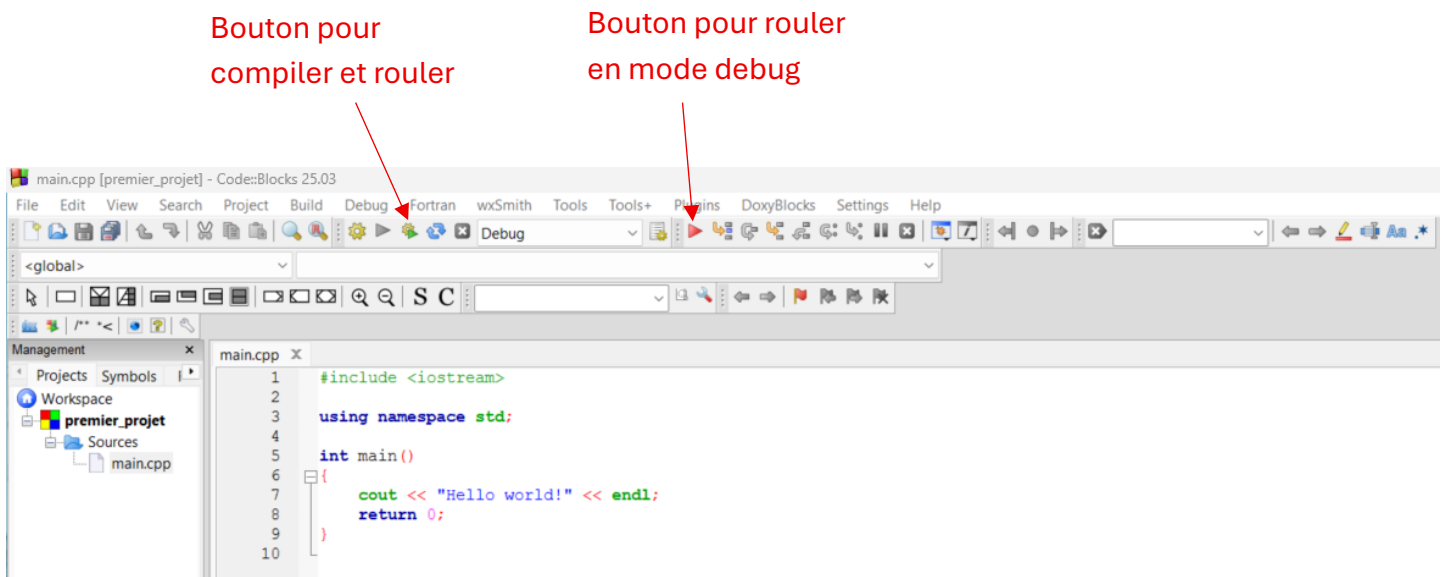 Bouton pour
compiler et rouler
Bouton pour rouler
en mode debug
main.cpp [premier_projet] - Code::Blocks 25.03
File Edit View Search Project Build Debug Fortran wxSmith Tools Tools+ Plugins DoxyBlocks Settings Help
Debug
<global>
S C
/** *<
Management
Projects Symbols
main.cpp
Workspace
premier_projet
Sources
main.cpp
1 #include <iostream>
2
3 using namespace std;
4
5 int main()
6 {
7 cout << "Hello world!" << endl;
8 return 0;
9 }
10